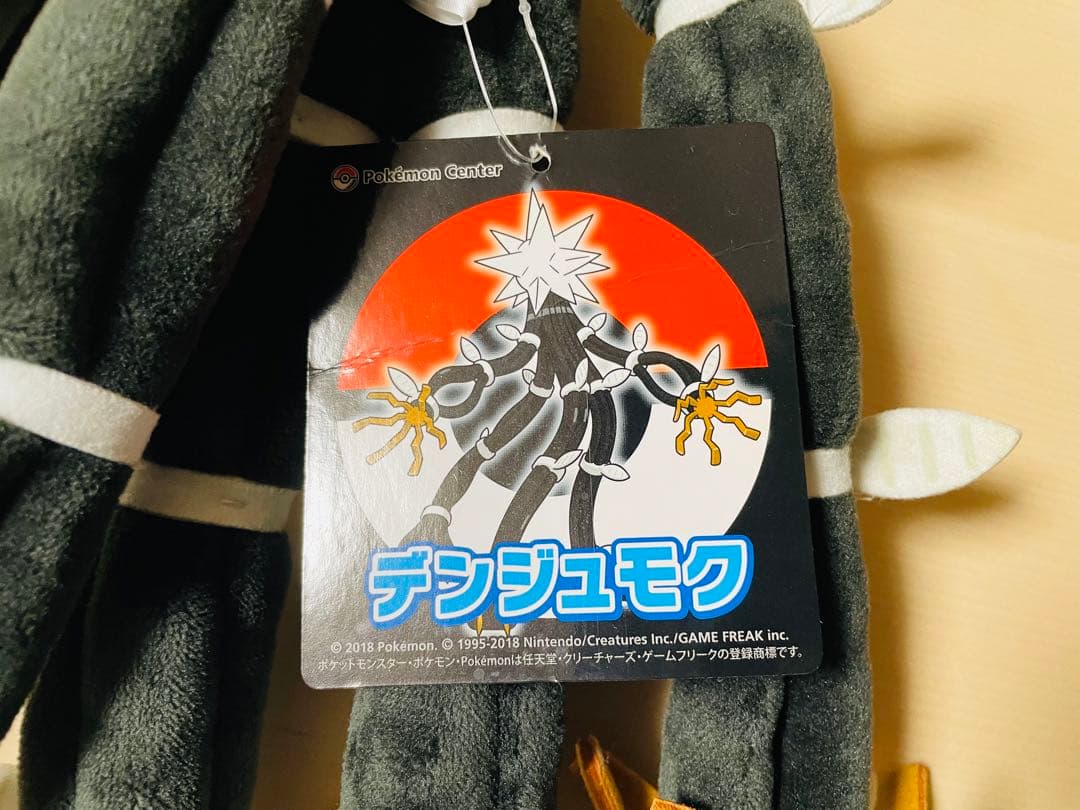 Pokémon Center
デンジュモク
© 2018 Pokémon. © 1995-2018 Nintendo/Creatures Inc./GAME FREAK inc.
ポケットモンスター・ポケモン・Pokémonは任天堂・クリーチャーズ・ゲームフリークの登録商標です。